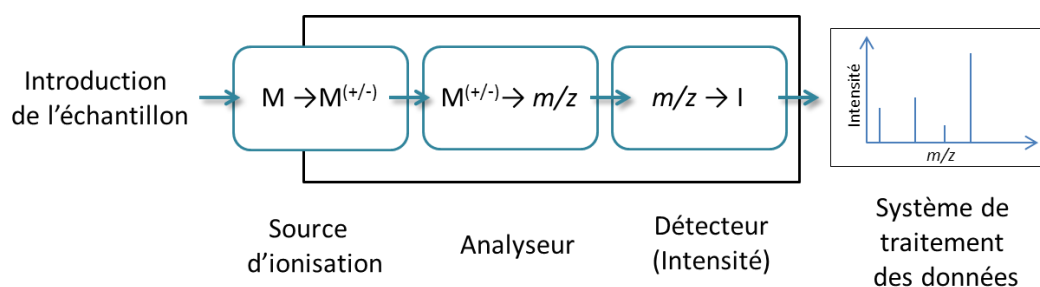 Introduction
de l'échantillon
M →M(+/-)
M(+/-)→ m/z
m/z → I
Intensité
m/z
Source
d'ionisation
Analyseur
Détecteur
(Intensité)
Système de
traitement
des données